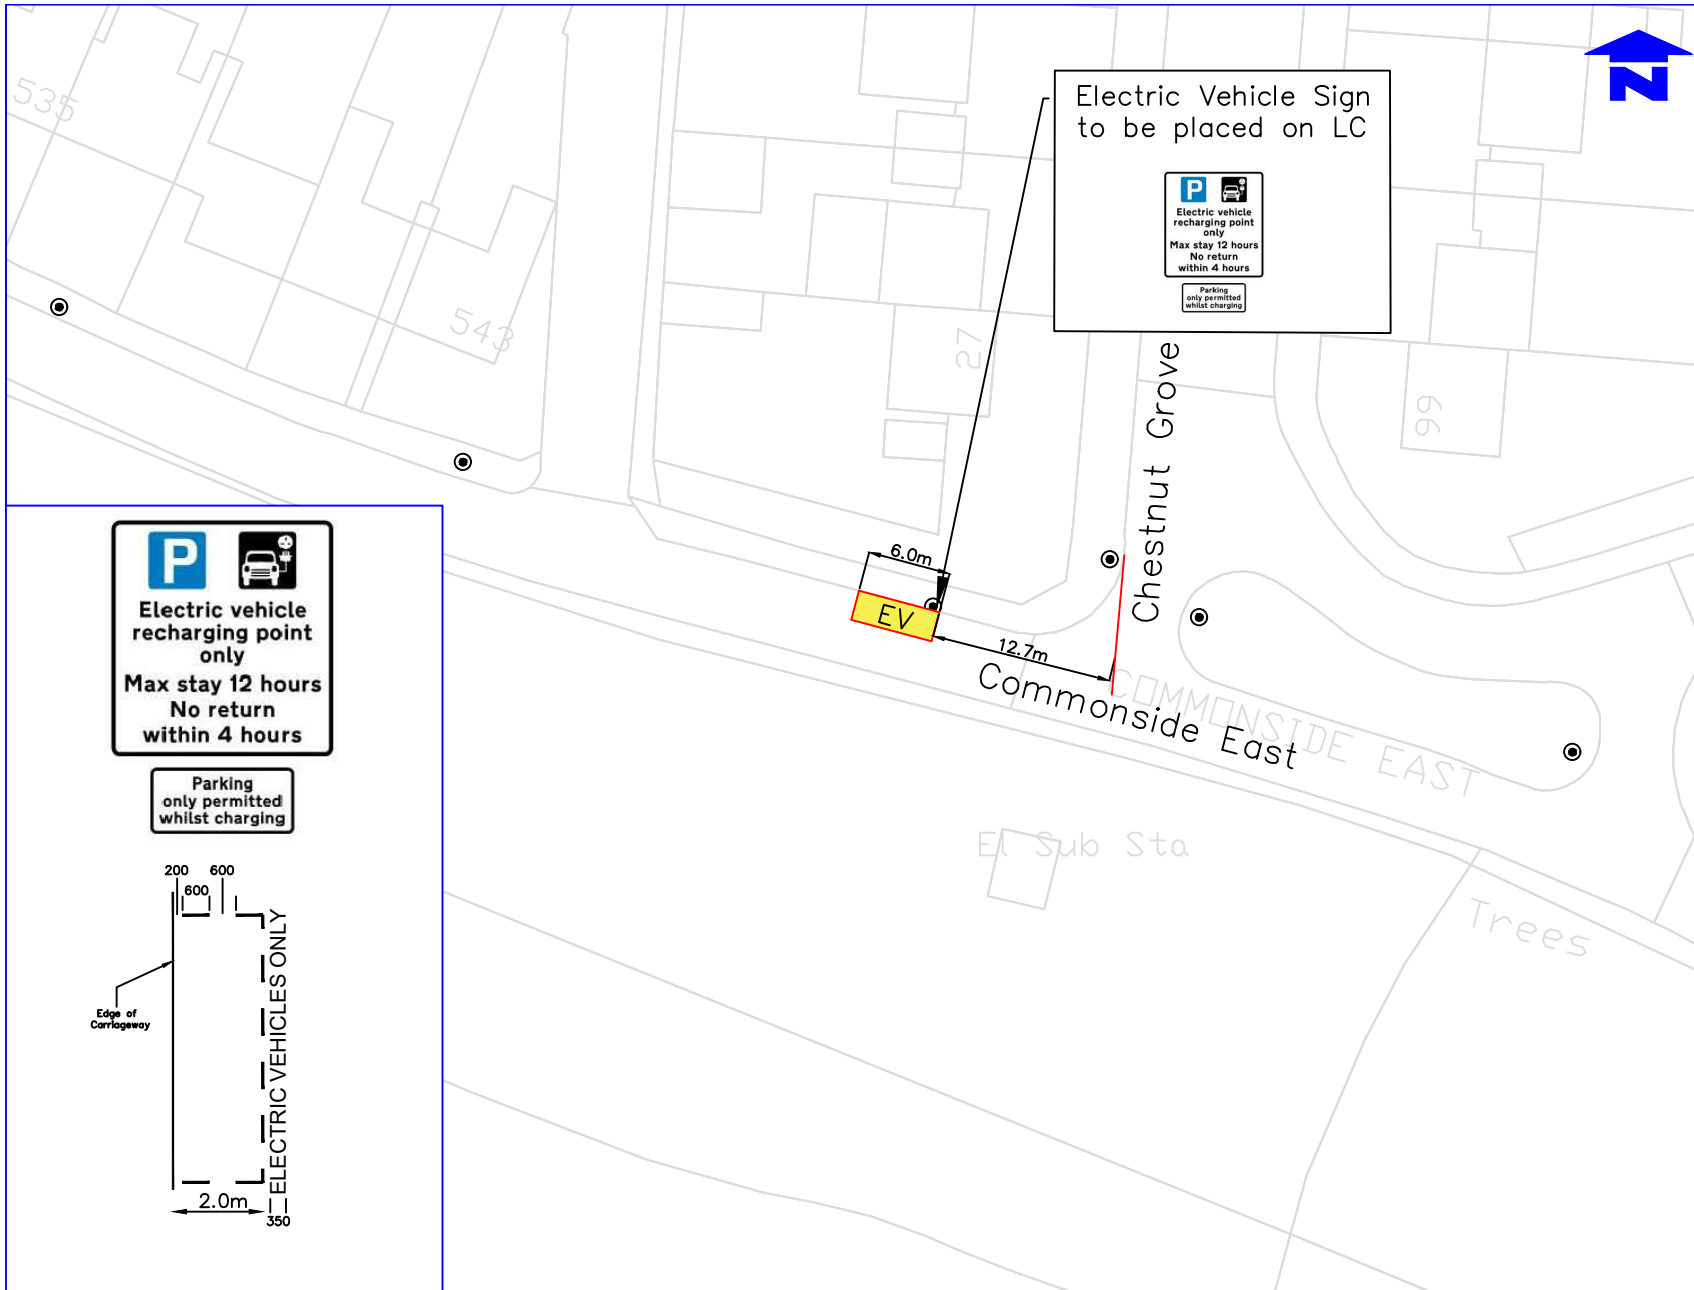 535
543
27
99
N
Electric Vehicle Sign
to be placed on LC
P
Electric vehicle
recharging point
only
Max stay 12 hours
No return
within 4 hours
Parking
only permitted
whilst charging
Chestnut Grove
6.0m
EV
12.7m
Commonside East
COMMONSIDE EAST
El Sub Sta
Trees
P
Electric vehicle
recharging point
only
Max stay 12 hours
No return
within 4 hours
Parking
only permitted
whilst charging
200
600
600
Edge of
Carriageway
ELECTRIC VEHICLES ONLY
2.0m
350